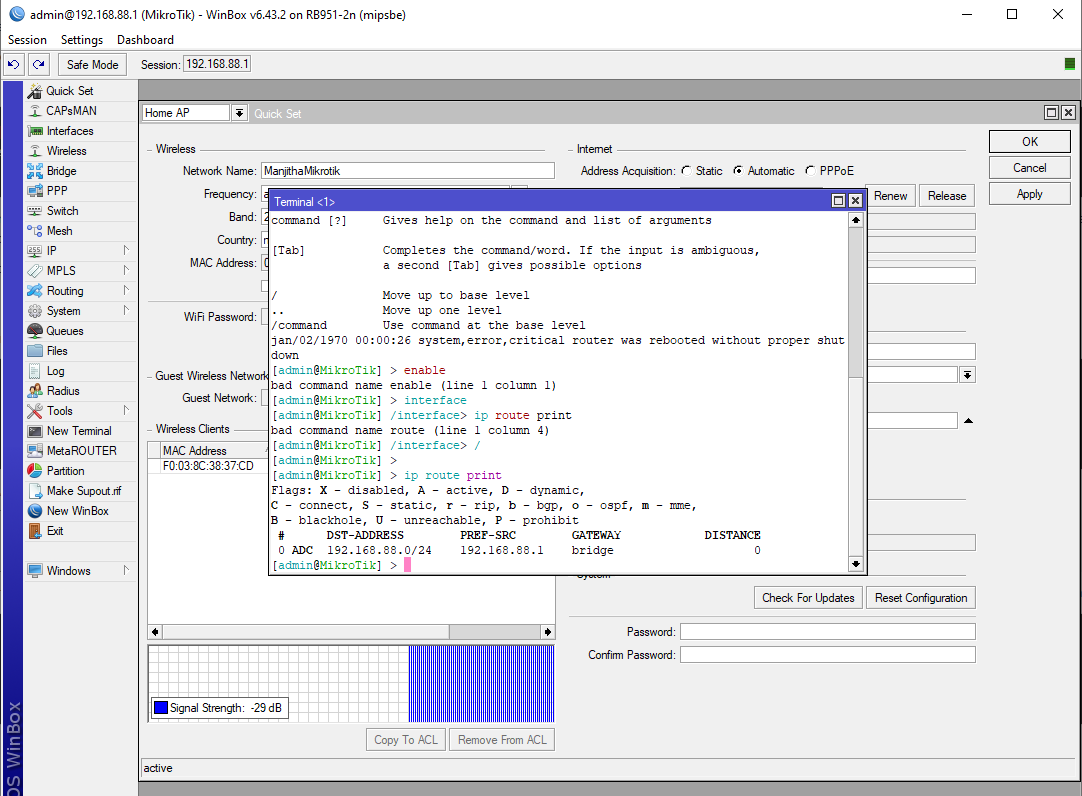 admin@192.168.88.1 (MikroTik) - WinBox v6.43.2 on RB951-2n (mipsbe)
Session Settings Dashboard
Safe Mode Session: 192.168.88.1
Quick Set
CAPsMAN
Interfaces
Wireless
Bridge
PPP
Switch
Mesh
IP
MPLS
Routing
System
Queues
Files
Log
Radius
Tools
New Terminal
MetaROUTER
Partition
Make Supout.rif
New WinBox
Exit
Windows
OS WinBox
Home AP Quick Set
Wireless
Network Name: ManjithaMikrotik
Frequency:
Band: 2
Country:
MAC Address:
WiFi Password:
Guest Wireless Network
Guest Network:
Wireless Clients
MAC Address
F0:03:8C:38:37:CD
Signal Strength: -29 dB
Copy To ACL Remove From ACL
active
Internet
Address Acquisition: Static Automatic PPPoE
Renew Release
System
Check For Updates Reset Configuration
Password:
Confirm Password:
OK
Cancel
Apply
Terminal <1>
command [?] Gives help on the command and list of arguments
[Tab] Completes the command/word. If the input is ambiguous,
a second [Tab] gives possible options
/ Move up to base level
.. Move up one level
/command Use command at the base level
jan/02/1970 00:00:26 system,error,critical router was rebooted without proper shut
down
[admin@MikroTik] > enable
bad command name enable (line 1 column 1)
[admin@MikroTik] > interface
[admin@MikroTik] /interface> ip route print
bad command name route (line 1 column 4)
[admin@MikroTik] /interface> /
[admin@MikroTik] >
[admin@MikroTik] > ip route print
Flags: X - disabled, A - active, D - dynamic,
C - connect, S - static, r - rip, b - bgp, o - ospf, m - mme,
B - blackhole, U - unreachable, P - prohibit
# DST-ADDRESS PREF-SRC GATEWAY DISTANCE
0 ADC 192.168.88.0/24 192.168.88.1 bridge 0
[admin@MikroTik] >